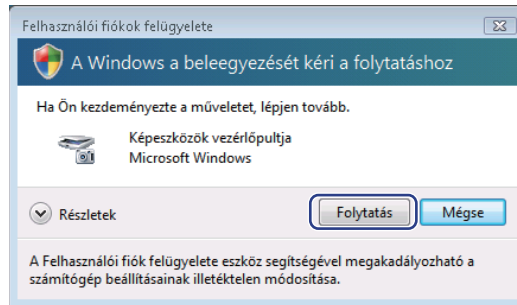 Felhasználói fiókok felügyelete
A Windows a beleegyezését kéri a folytatáshoz
Ha Ön kezdeményezte a műveletet, lépjen tovább.
Képeszközök vezérlőpultja
Microsoft Windows
Részletek
Folytatás
Mégse
A Felhasználói fiók felügyelete eszköz segítségével megakadályozható a
számítógép beállításainak illetéktelen módosítása.